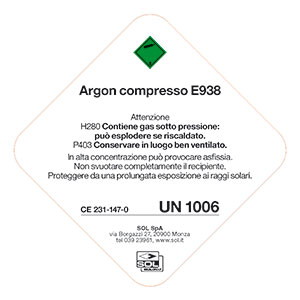 Argon compresso E938
Attenzione
H280 Contiene gas sotto pressione:
può esplodere se riscaldato.
P403 Conservare in luogo ben ventilato.
In alta concentrazione può provocare asfissia.
Non svuotare completamente il recipiente.
Proteggere da una prolungata esposizione ai raggi solari.
CE 231-147-0 UN 1006
SOL SpA
via Borgazzi 27, 20900 Monza
tel 039 23961, www.sol.it
SOL